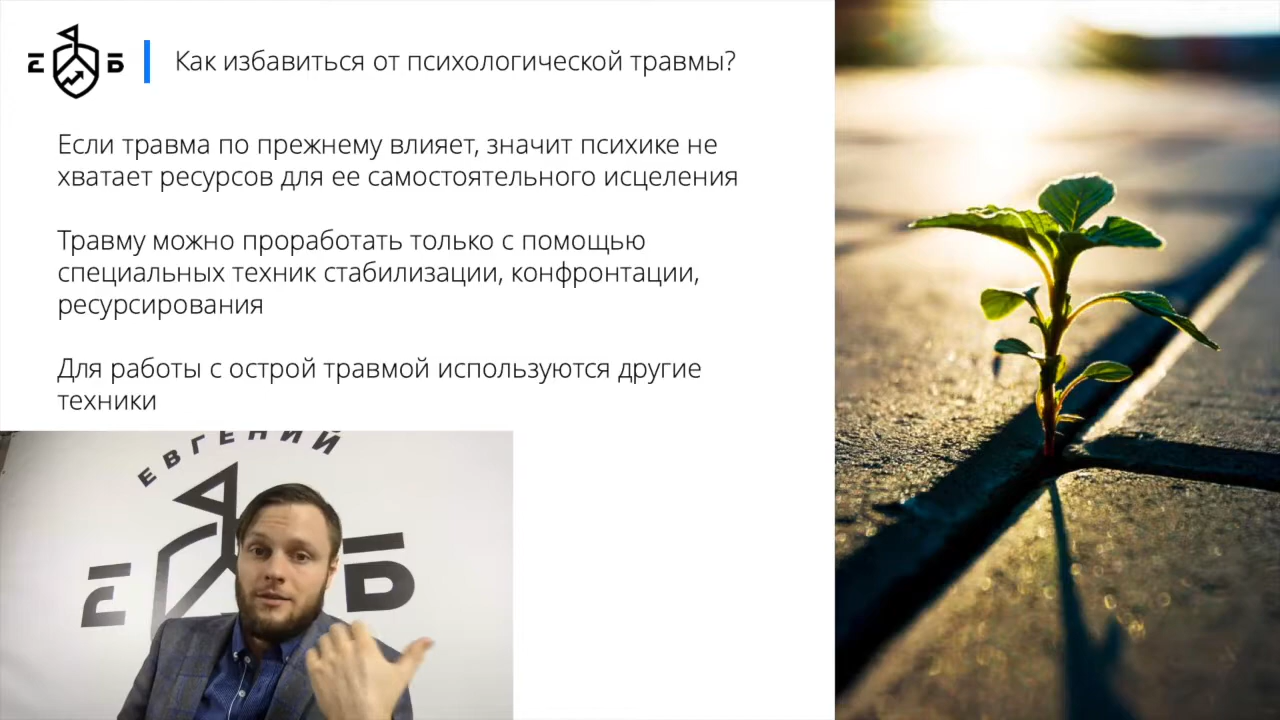 Е Б
Как избавиться от психологической травмы?
Если травма по прежнему влияет, значит психике не
хватает ресурсов для ее самостоятельного исцеления
Травму можно проработать только с помощью
специальных техник стабилизации, конфронтации,
ресурсирования
Для работы с острой травмой используются другие
техники
ЕВГЕНИЙ
Е Б